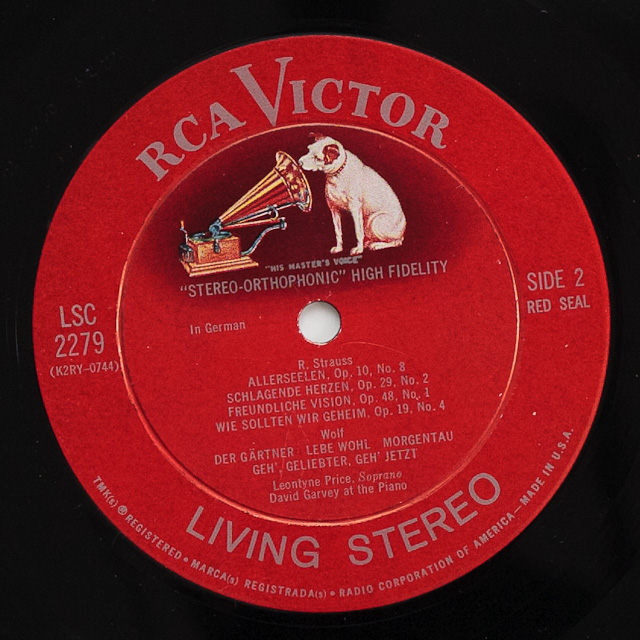 RCA VICTOR
"HIS MASTER'S VOICE"
"STEREO-ORTHOPHONIC" HIGH FIDELITY
LSC
2279
(K2RY-0744)
SIDE 2
RED SEAL
In German
R. Strauss
ALLERSEELEN, Op. 10, No. 8
SCHLAGENDE HERZEN, Op. 29, No. 2
FREUNDLICHE VISION, Op. 48, No. 1
WIE SOLLTEN WIR GEHEIM, Op. 19, No. 4
Wolf
DER GÄRTNER LEBE WOHL MORGENTAU
GEH', GELIEBTER, GEH' JETZT
Leontyne Price, Soprano
David Garvey at the Piano
LIVING STEREO
TMK(s) ® REGISTERED • MARCA(s) REGISTRADA(s) • RADIO CORPORATION OF AMERICA—MADE IN U.S.A.